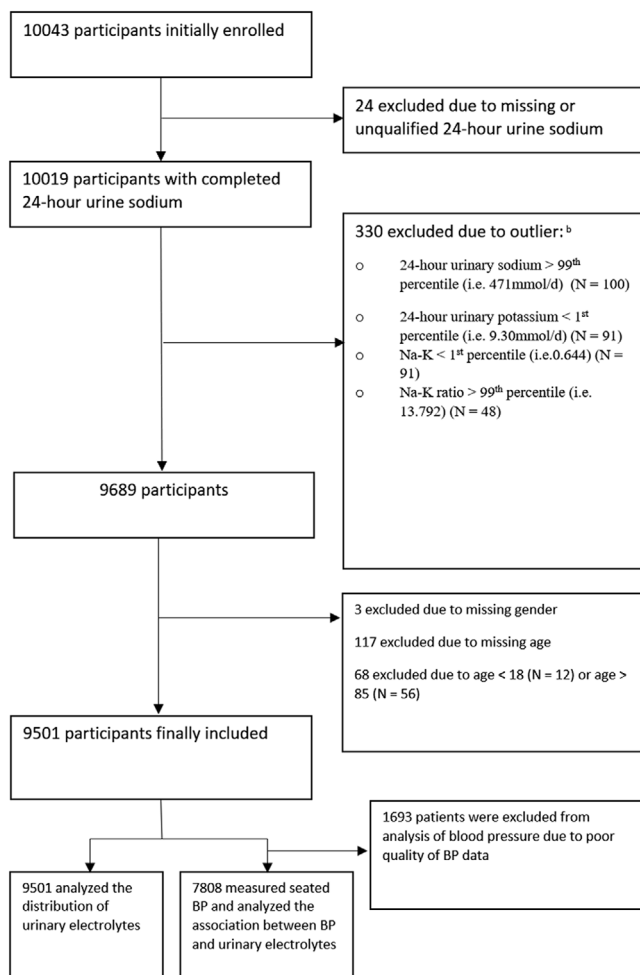 10043 participants initially enrolled
24 excluded due to missing or
unqualified 24-hour urine sodium
10019 participants with completed
24-hour urine sodium
330 excluded due to outlier: b
o 24-hour urinary sodium > 99th
percentile (i.e. 471mmol/d) (N = 100)
o 24-hour urinary potassium < 1st
percentile (i.e. 9.30mmol/d) (N = 91)
o Na-K < 1st percentile (i.e.0.644) (N =
91)
o Na-K ratio > 99th percentile (i.e.
13.792) (N = 48)
9689 participants
3 excluded due to missing gender
117 excluded due to missing age
68 excluded due to age < 18 (N = 12) or age >
85 (N = 56)
9501 participants finally included
1693 patients were excluded from
analysis of blood pressure due to poor
quality of BP data
9501 analyzed the
distribution of
urinary electrolytes
7808 measured seated
BP and analyzed the
association between BP
and urinary electrolytes